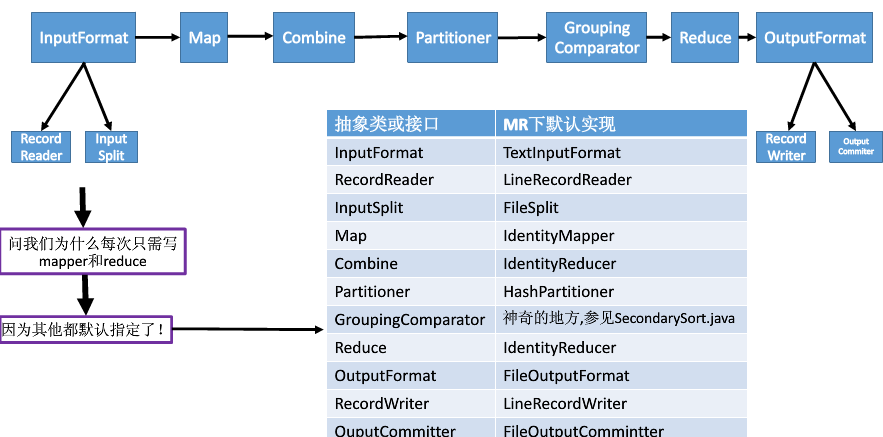 InputFormat
Map
Combine
Partitioner
Grouping
Comparator
Reduce
OutputFormat
Record
Reader
Input
Split
Record
Writer
Output
Commiter
问我们为什么每次只需写
mapper和reduce
因为其他都默认指定了！
抽象类或接口 MR下默认实现
InputFormat TextInputFormat
RecordReader LineRecordReader
InputSplit FileSplit
Map IdentityMapper
Combine IdentityReducer
Partitioner HashPartitioner
GroupingComparator 神奇的地方,参见SecondarySort.java
Reduce IdentityReducer
OutputFormat FileOutputFormat
RecordWriter LineRecordWriter
OuputCommitter FileOutputCommintter